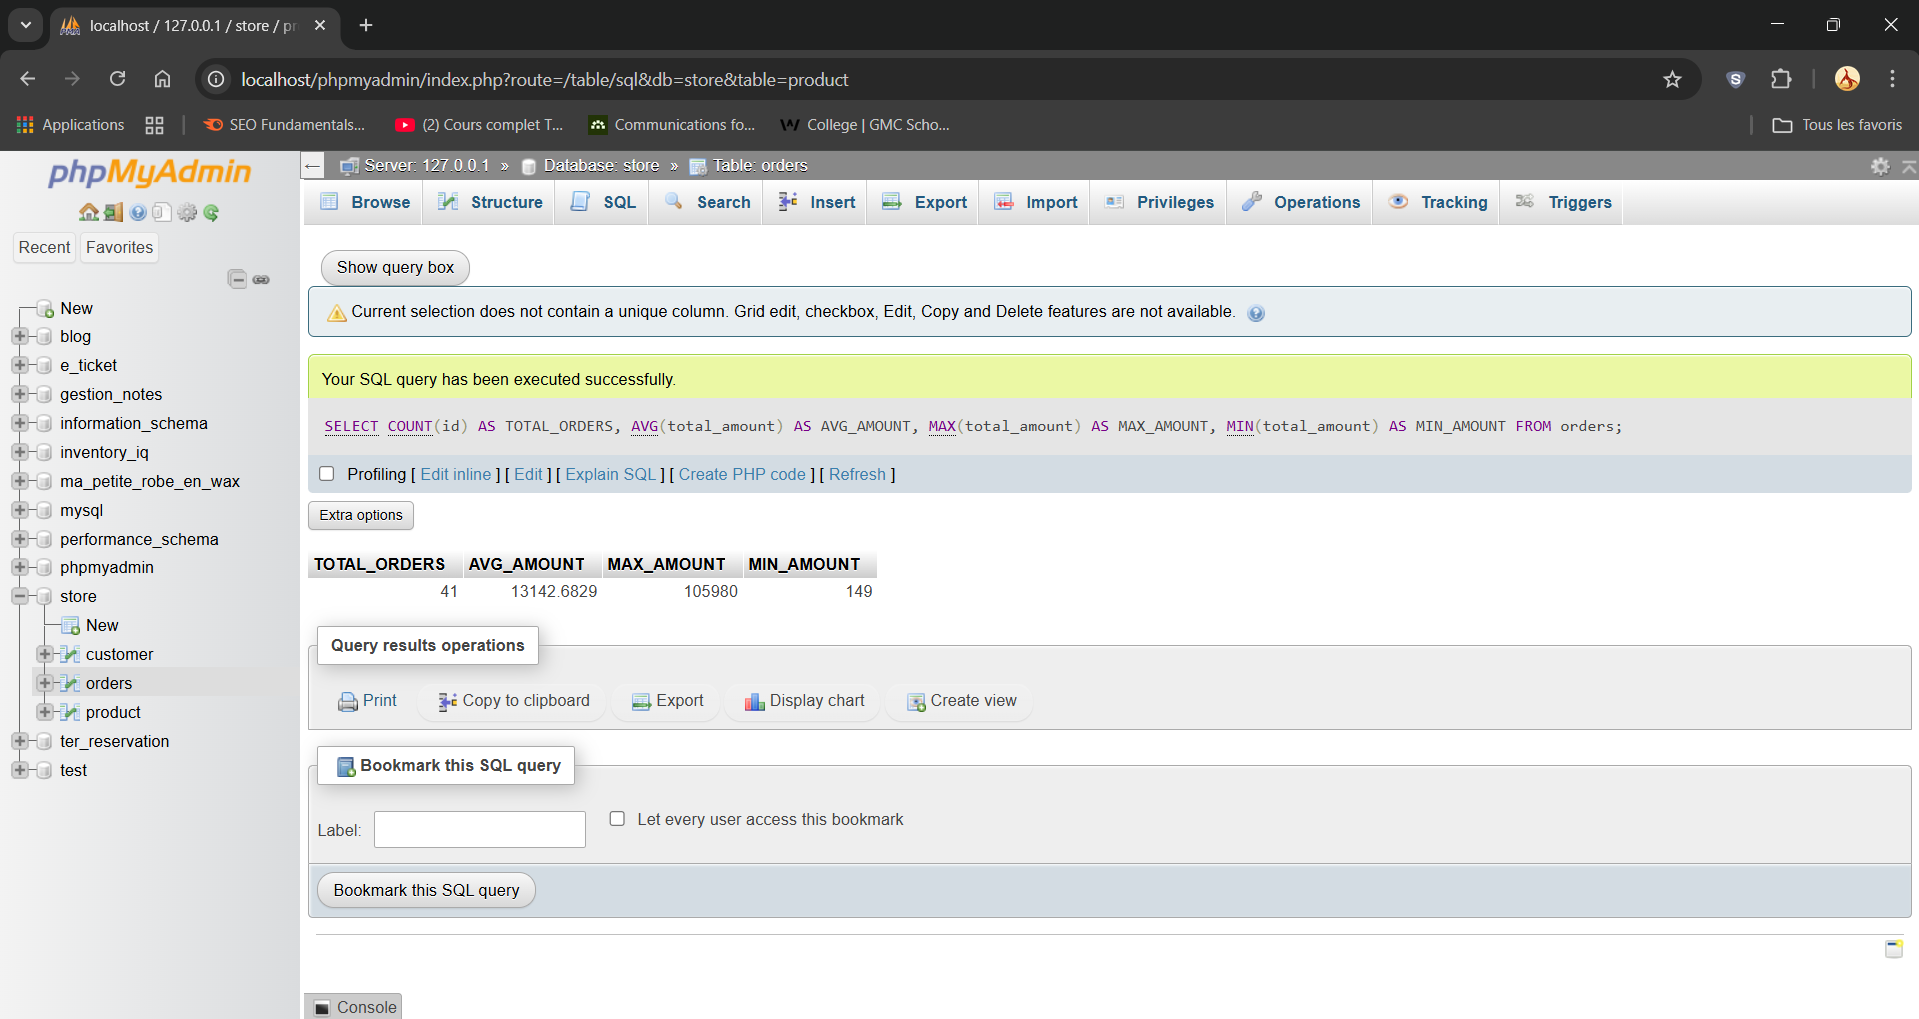 localhost / 127.0.0.1 / store / pr
localhost/phpmyadmin/index.php?route=/table/sql&db=store&table=product
Applications
SEO Fundamentals...
(2) Cours complet T...
Communications fo...
College | GMC Scho...
Tous les favoris
phpMyAdmin
Recent
Favorites
New
blog
e_ticket
gestion_notes
information_schema
inventory_iq
ma_petite_robe_en_wax
mysql
performance_schema
phpmyadmin
store
New
customer
orders
product
ter_reservation
test
Server: 127.0.0.1 » Database: store » Table: orders
Browse Structure SQL Search Insert Export Import Privileges Operations Tracking Triggers
Show query box
Current selection does not contain a unique column. Grid edit, checkbox, Edit, Copy and Delete features are not available.
Your SQL query has been executed successfully.
SELECT COUNT(id) AS TOTAL_ORDERS, AVG(total_amount) AS AVG_AMOUNT, MAX(total_amount) AS MAX_AMOUNT, MIN(total_amount) AS MIN_AMOUNT FROM orders;
Profiling [ Edit inline ] [ Edit ] [ Explain SQL ] [ Create PHP code ] [ Refresh ]
Extra options
TOTAL_ORDERS AVG_AMOUNT MAX_AMOUNT MIN_AMOUNT
41 13142.6829 105980 149
Query results operations
Print Copy to clipboard Export Display chart Create view
Bookmark this SQL query
Label:
Let every user access this bookmark
Bookmark this SQL query
Console